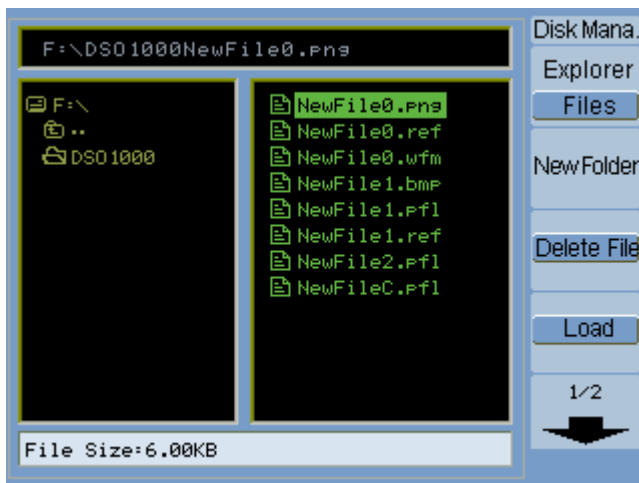 Disk Mana.
F:\DSO1000NewFile0.png
Explorer
Files
F:\
..
DSO1000
NewFile0.png
NewFile0.ref
NewFile0.wfm
NewFile1.bmp
NewFile1.pfl
NewFile1.ref
NewFile2.pfl
NewFileC.pfl
New Folder
Delete File
Load
1/2
File Size:6.00KB